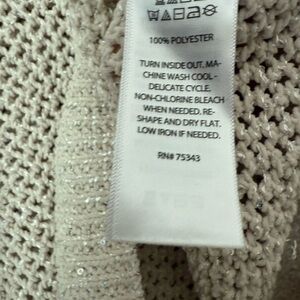 100% POLYESTER
TURN INSIDE OUT. MA-
CHINE WASH COOL -
DELICATE CYCLE.
NON-CHLORINE BLEACH
WHEN NEEDED. RE-
SHAPE AND DRY FLAT.
LOW IRON IF NEEDED.
RN# 75343